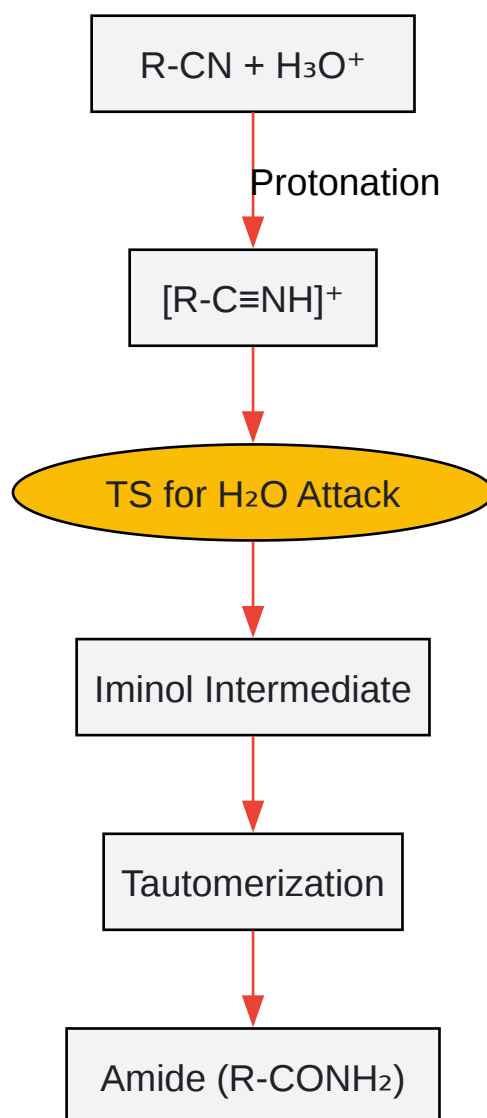 R-CN + H₃O⁺
Protonation
[R-C≡NH]⁺
TS for H₂O Attack
Iminol Intermediate
Tautomerization
Amide (R-CONH₂)